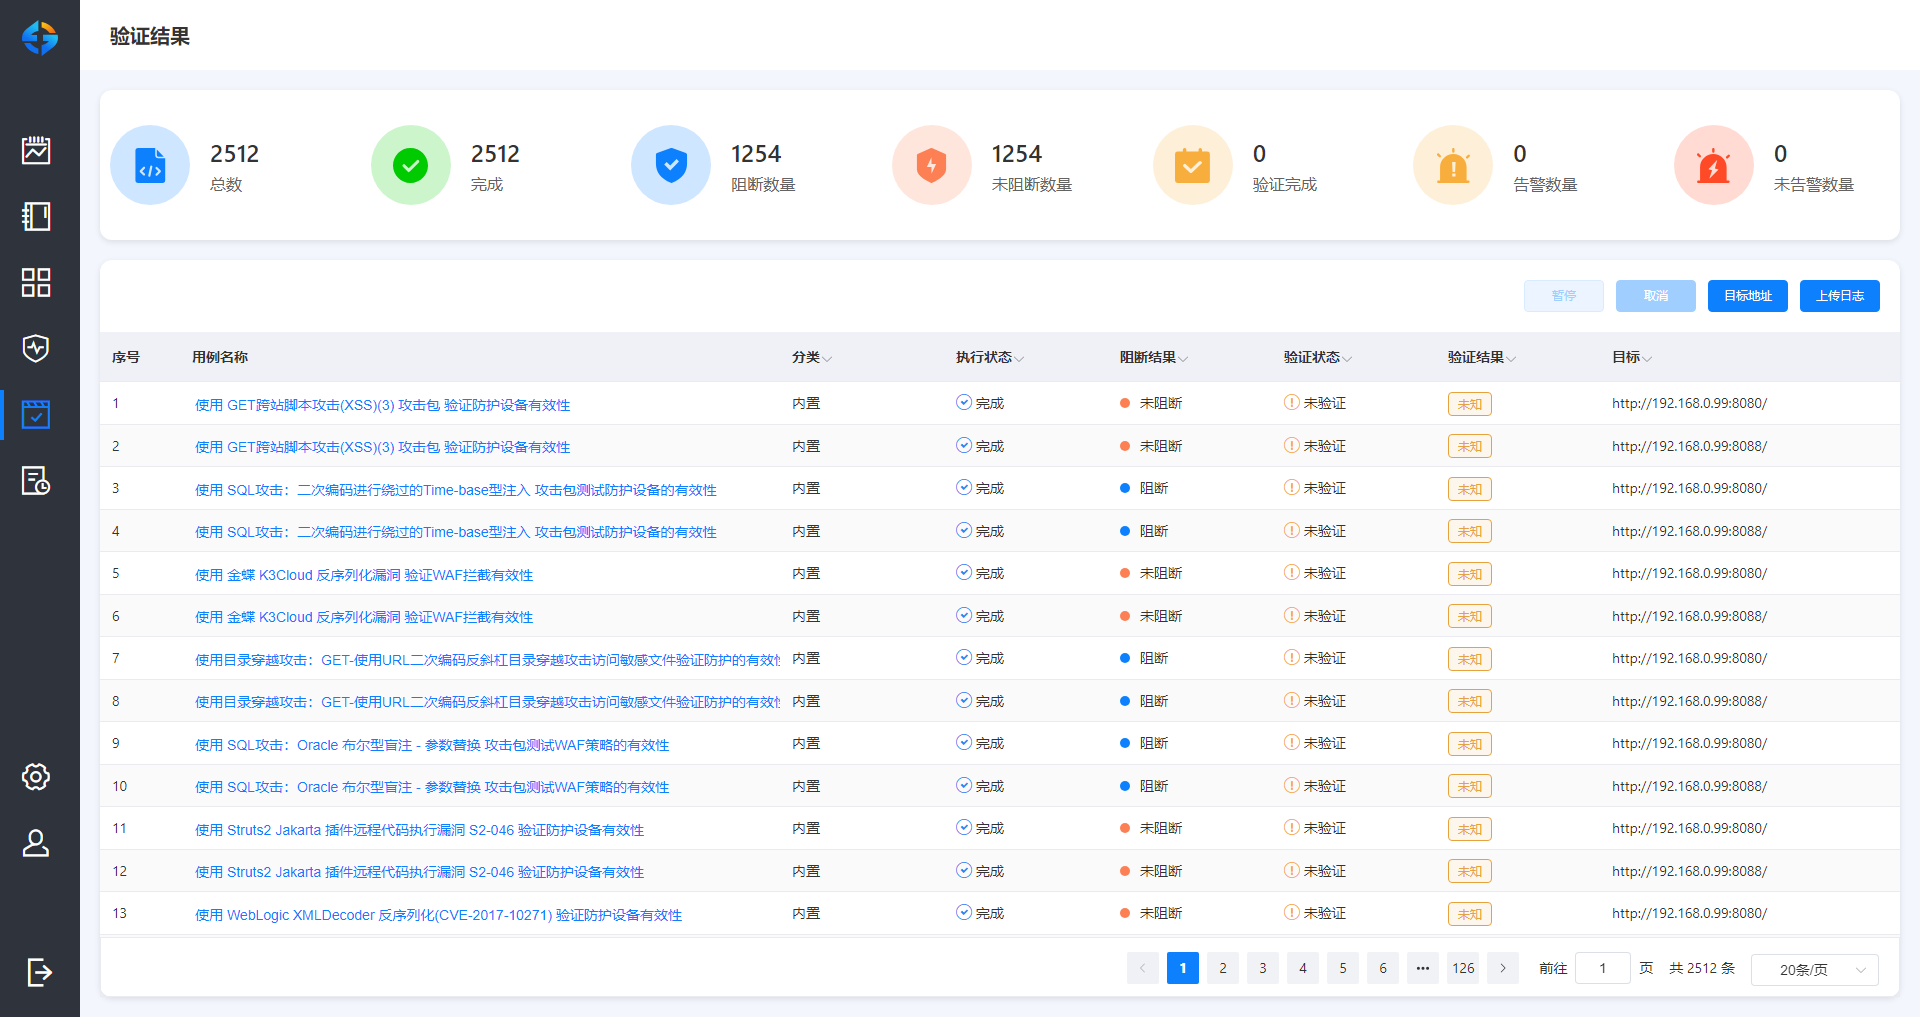 验证结果
2512
总数
2512
完成
1254
阻断数量
1254
未阻断数量
0
验证完成
0
告警数量
0
未告警数量
暂停 取消 目标地址 上传日志
序号 用例名称 分类 执行状态 阻断结果 验证状态 验证结果 目标
1 使用 GET跨站脚本攻击(XSS)(3) 攻击包 验证防护设备有效性 内置 完成 未阻断 未验证 未知 http://192.168.0.99:8080/
2 使用 GET跨站脚本攻击(XSS)(3) 攻击包 验证防护设备有效性 内置 完成 未阻断 未验证 未知 http://192.168.0.99:8088/
3 使用 SQL攻击：二次编码进行绕过的Time-base型注入 攻击包测试防护设备的有效性 内置 完成 阻断 未验证 未知 http://192.168.0.99:8080/
4 使用 SQL攻击：二次编码进行绕过的Time-base型注入 攻击包测试防护设备的有效性 内置 完成 阻断 未验证 未知 http://192.168.0.99:8088/
5 使用 金蝶 K3Cloud 反序列化漏洞 验证WAF拦截有效性 内置 完成 未阻断 未验证 未知 http://192.168.0.99:8080/
6 使用 金蝶 K3Cloud 反序列化漏洞 验证WAF拦截有效性 内置 完成 未阻断 未验证 未知 http://192.168.0.99:8088/
7 使用目录穿越攻击：GET-使用URL二次编码反斜杠目录穿越攻击访问敏感文件验证防护的有效性 内置 完成 阻断 未验证 未知 http://192.168.0.99:8080/
8 使用目录穿越攻击：GET-使用URL二次编码反斜杠目录穿越攻击访问敏感文件验证防护的有效性 内置 完成 阻断 未验证 未知 http://192.168.0.99:8088/
9 使用 SQL攻击：Oracle 布尔型盲注 - 参数替换 攻击包测试WAF策略的有效性 内置 完成 阻断 未验证 未知 http://192.168.0.99:8080/
10 使用 SQL攻击：Oracle 布尔型盲注 - 参数替换 攻击包测试WAF策略的有效性 内置 完成 阻断 未验证 未知 http://192.168.0.99:8088/
11 使用 Struts2 Jakarta 插件远程代码执行漏洞 S2-046 验证防护设备有效性 内置 完成 未阻断 未验证 未知 http://192.168.0.99:8080/
12 使用 Struts2 Jakarta 插件远程代码执行漏洞 S2-046 验证防护设备有效性 内置 完成 未阻断 未验证 未知 http://192.168.0.99:8088/
13 使用 WebLogic XMLDecoder 反序列化(CVE-2017-10271) 验证防护设备有效性 内置 完成 未阻断 未验证 未知 http://192.168.0.99:8080/
1 2 3 4 5 6 ••• 126 前往 1 页 共 2512 条 20条/页